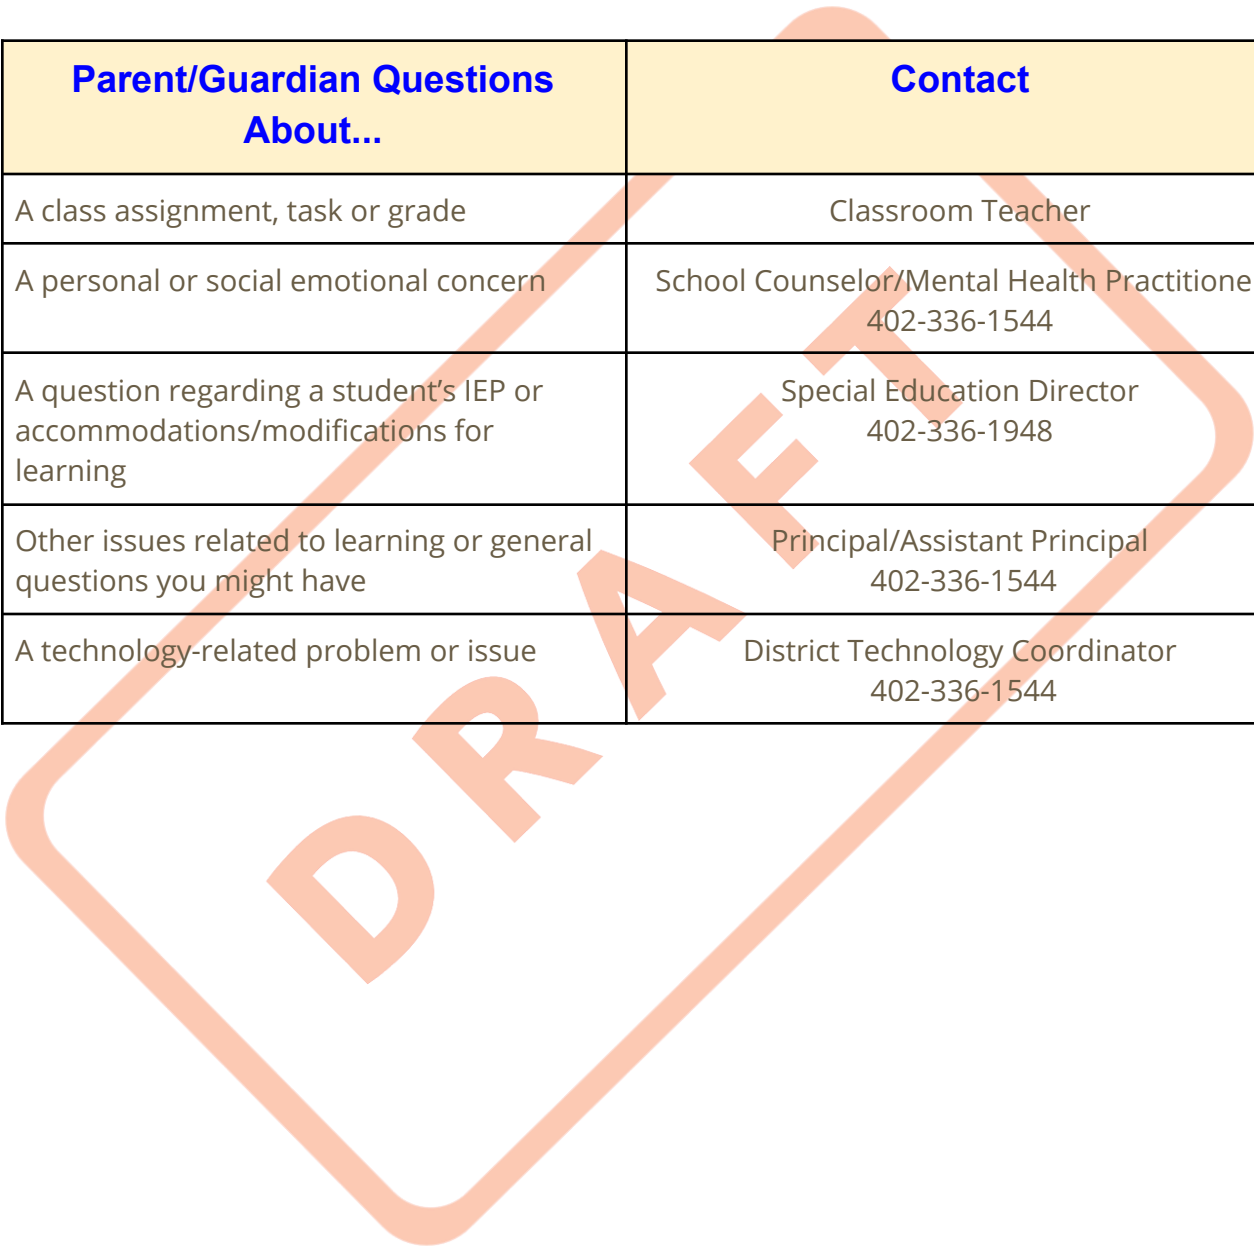 Parent/Guardian Questions
About...
Contact
A class assignment, task or grade
Classroom Teacher
A personal or social emotional concern
School Counselor/Mental Health Practitione
402-336-1544
A question regarding a student’s IEP or
accommodations/modifications for
learning
Special Education Director
402-336-1948
Other issues related to learning or general
questions you might have
Principal/Assistant Principal
402-336-1544
A technology-related problem or issue
District Technology Coordinator
402-336-1544
DRAFT